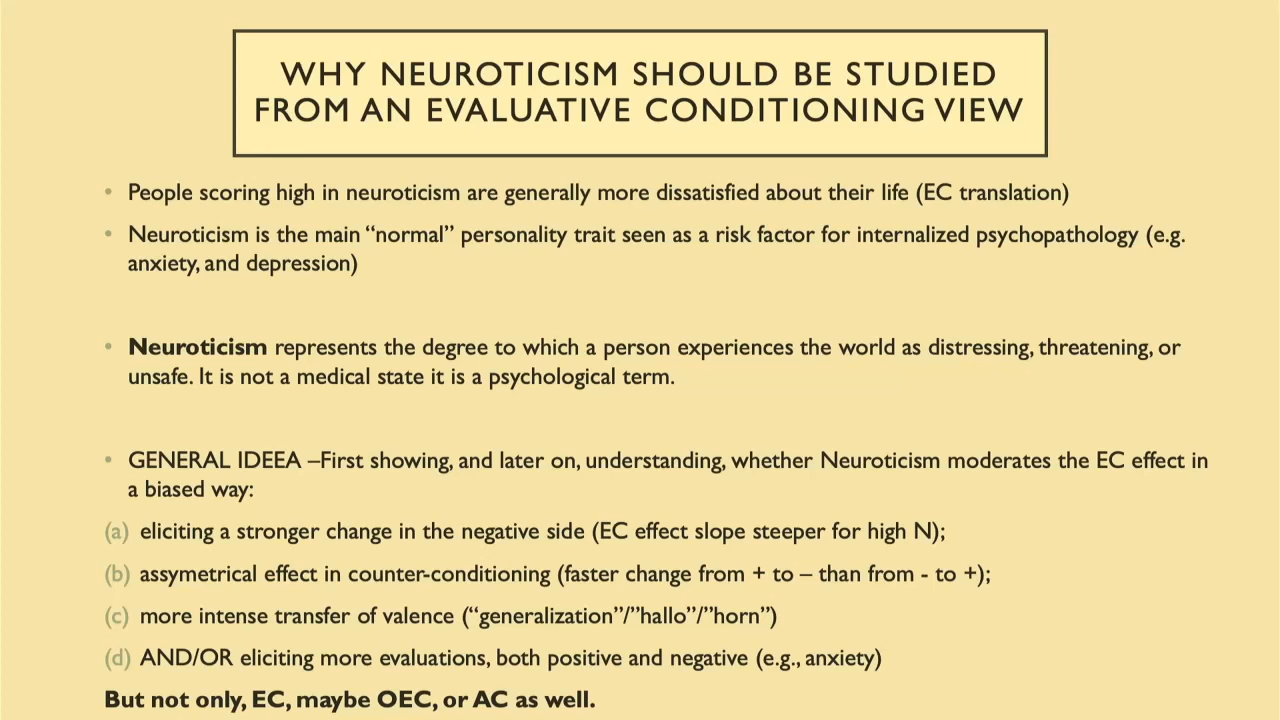 WHY NEUROTICISM SHOULD BE STUDIED
FROM AN EVALUATIVE CONDITIONING VIEW
• People scoring high in neuroticism are generally more dissatisfied about their life (EC translation)
• Neuroticism is the main “normal” personality trait seen as a risk factor for internalized psychopathology (e.g.
anxiety, and depression)
• Neuroticism represents the degree to which a person experiences the world as distressing, threatening, or
unsafe. It is not a medical state it is a psychological term.
• GENERAL IDEEA –First showing, and later on, understanding, whether Neuroticism moderates the EC effect in
a biased way:
(a) eliciting a stronger change in the negative side (EC effect slope steeper for high N);
(b) assymetrical effect in counter-conditioning (faster change from + to – than from - to +);
(c) more intense transfer of valence (“generalization”/”hallo”/”horn”)
(d) AND/OR eliciting more evaluations, both positive and negative (e.g., anxiety)
But not only, EC, maybe OEC, or AC as well.